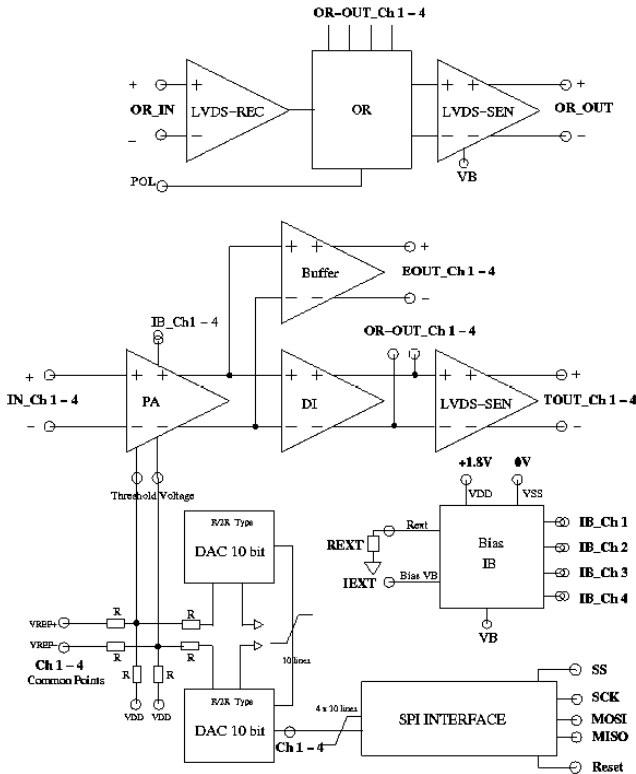 OR-OUT_Ch 1 - 4
+
+
+
+
+
OR_IN
LVDS-REC
OR
LVDS-SEN
OR_OUT
−
−
−
−
−
POL
VB
+
+
+
Buffer
EOUT_Ch 1 - 4
−
−
−
IB_Ch1 - 4
OR-OUT_Ch 1 - 4
+
+
+
+
+
+
+
+
IN_Ch 1 - 4
PA
DI
LVDS-SEN
TOUT_Ch 1 - 4
−
−
−
−
−
−
−
−
Threshold Voltage
+1.8V
0V
VDD
VSS
R/2R Type
DAC 10 bit
REXT
Rext
Bias
IB
IB_Ch 1
IB_Ch 2
IEXT
Bias VB
IB_Ch 3
IB_Ch 4
VREF+
R
R
VB
VREF-
R
R
10 lines
Ch 1 - 4
Common Points
R
R
R/2R Type
VDD
VDD
DAC 10 bit
Ch 1 - 4
4 x 10 lines
SPI INTERFACE
SS
SCK
MOSI
MISO
Reset